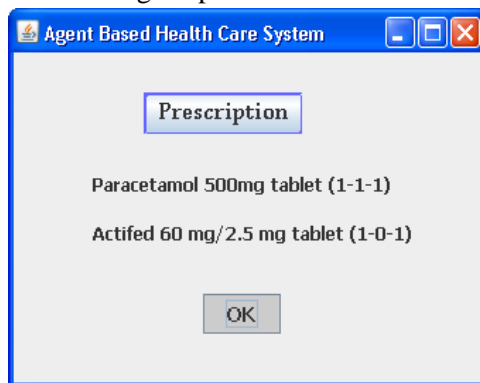 Agent Based Health Care System
Prescription
Paracetamol 500mg tablet (1-1-1)
Actifed 60 mg/2.5 mg tablet (1-0-1)
OK